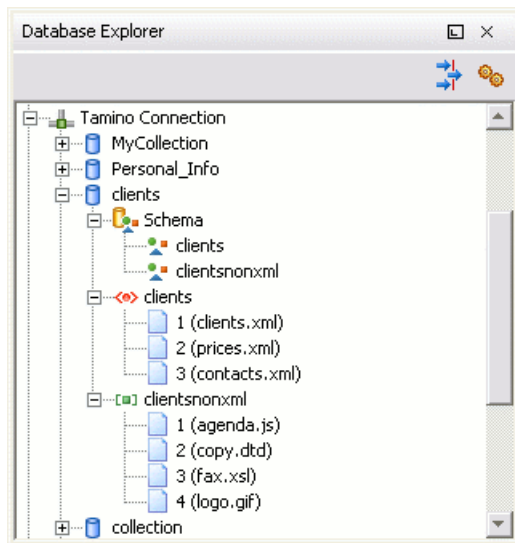 Database Explorer
Tamino Connection
MyCollection
Personal_Info
clients
Schema
clients
clientsnonxml
clients
1 (clients.xml)
2 (prices.xml)
3 (contacts.xml)
clientsnonxml
1 (agenda.js)
2 (copy.dtd)
3 (fax.xsl)
4 (logo.gif)
collection